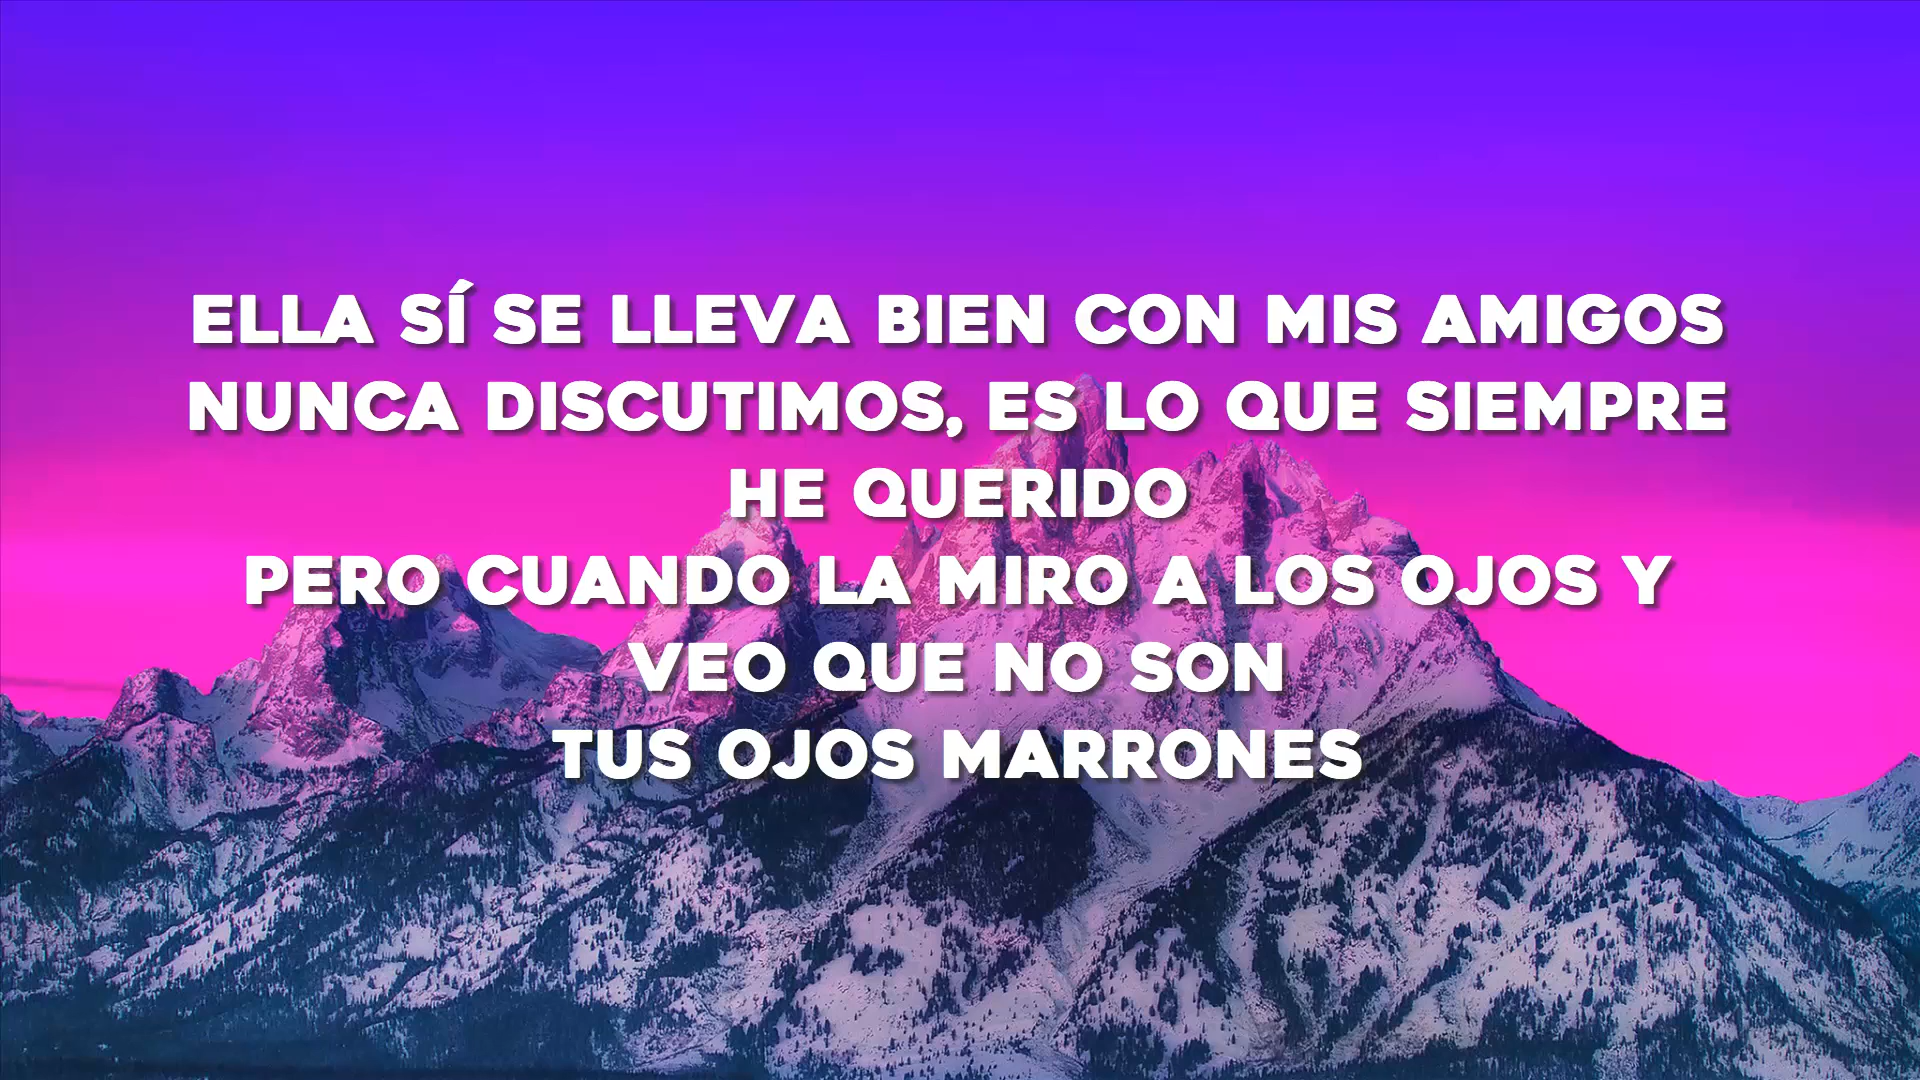 ELLA SÍ SE LLEVA BIEN CON MIS AMIGOS
NUNCA DISCUTIMOS, ES LO QUE SIEMPRE
HE QUERIDO
PERO CUANDO LA MIRO A LOS OJOS Y
VEO QUE NO SON
TUS OJOS MARRONES